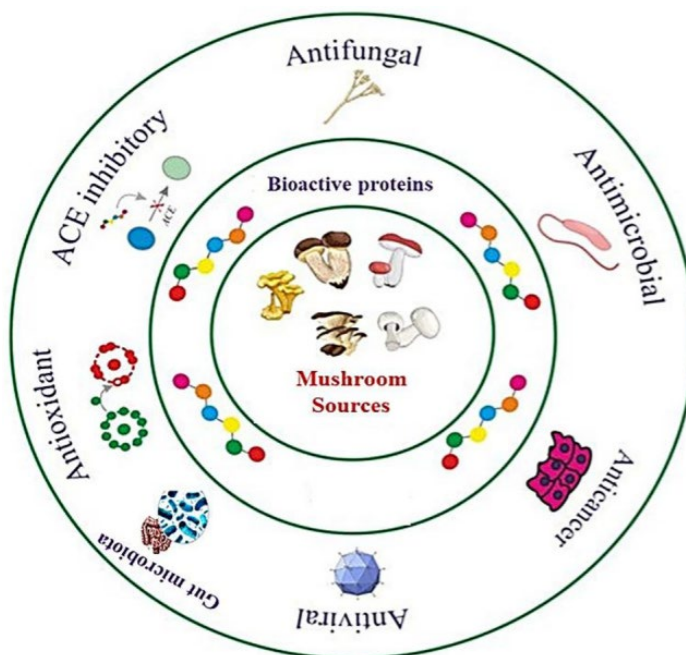 Antifungal
Antimicrobial
Anticancer
Antiviral
Gut microbiota
Antioxidant
ACE inhibitory
ACE
Bioactive proteins
Mushroom
Sources